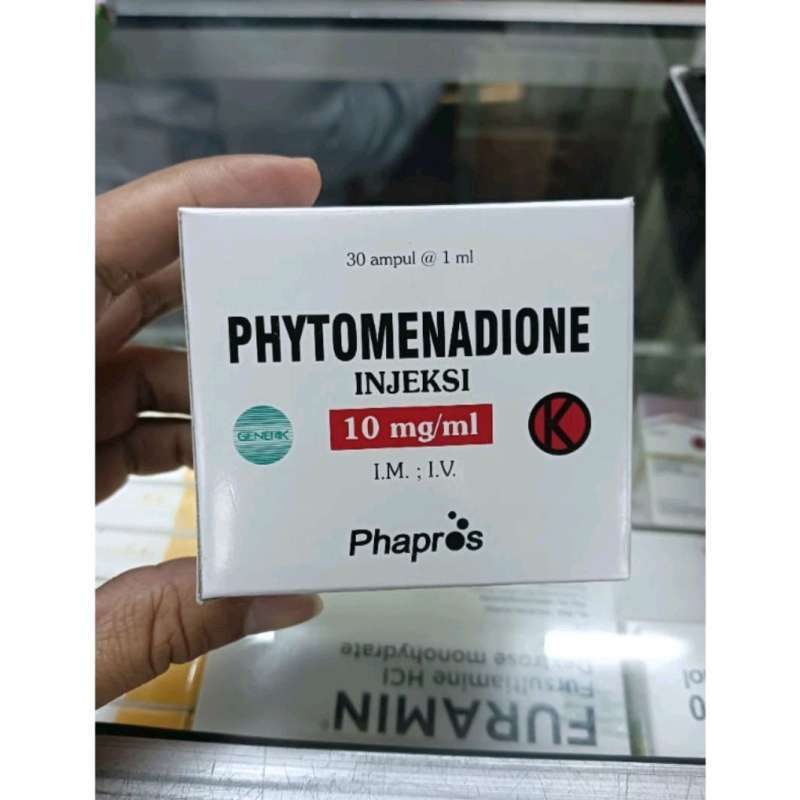 30 ampul @ 1 ml
PHYTOMENADIONE
INJEKSI
10 mg/ml
GENERIK
K
I.M. ; I.V.
Phapros
Dextrose monohydrate
Fursultiamine HCl
FURAMIN®